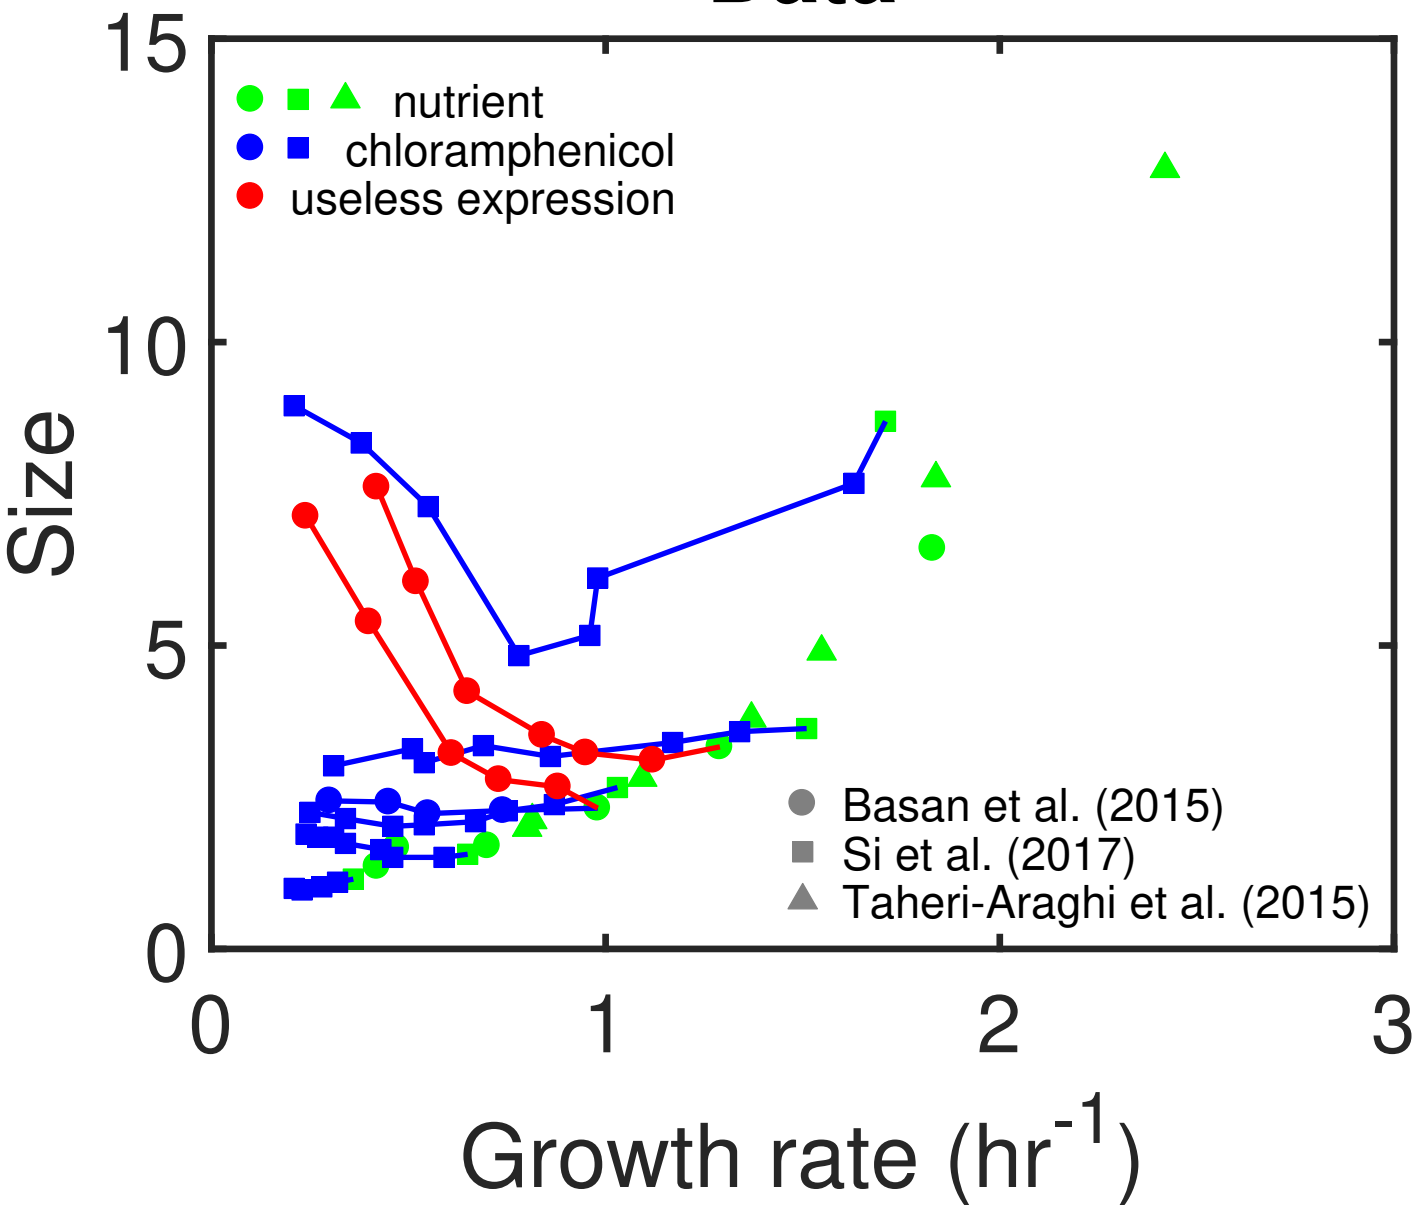 15
nutrient
chloramphenicol
useless expression
10
Size
5
Basan et al. (2015)
Si et al. (2017)
Taheri-Araghi et al. (2015)
0
0 1 2 3
Growth rate (hr⁻¹)